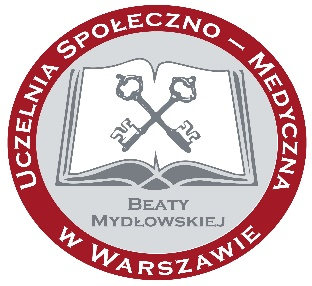 UCZELNIA SPOŁECZNO – MEDYCZNA
BEATY
MYDŁOWSKIEJ
W WARSZAWIE